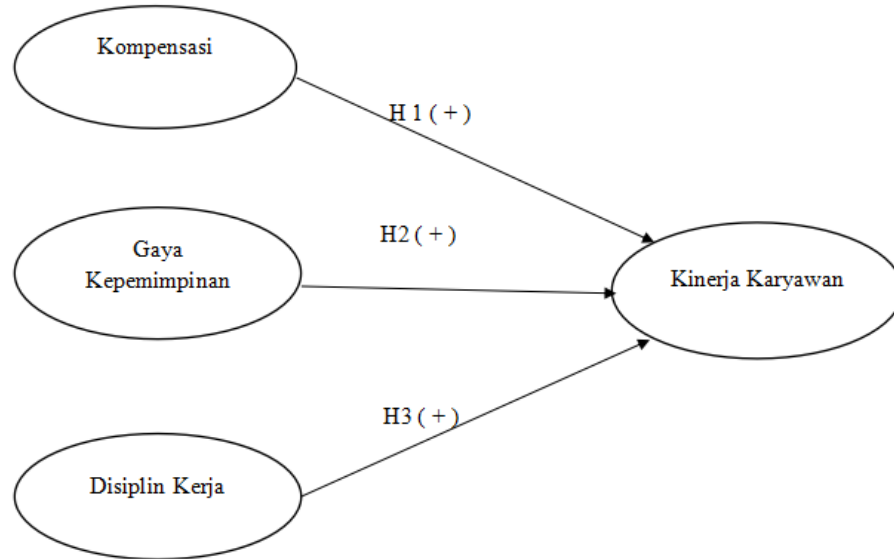 Kompensasi
H 1 ( + )
H2 ( + )
Gaya
Kepemimpinan
Kinerja Karyawan
H3 ( + )
Disiplin Kerja